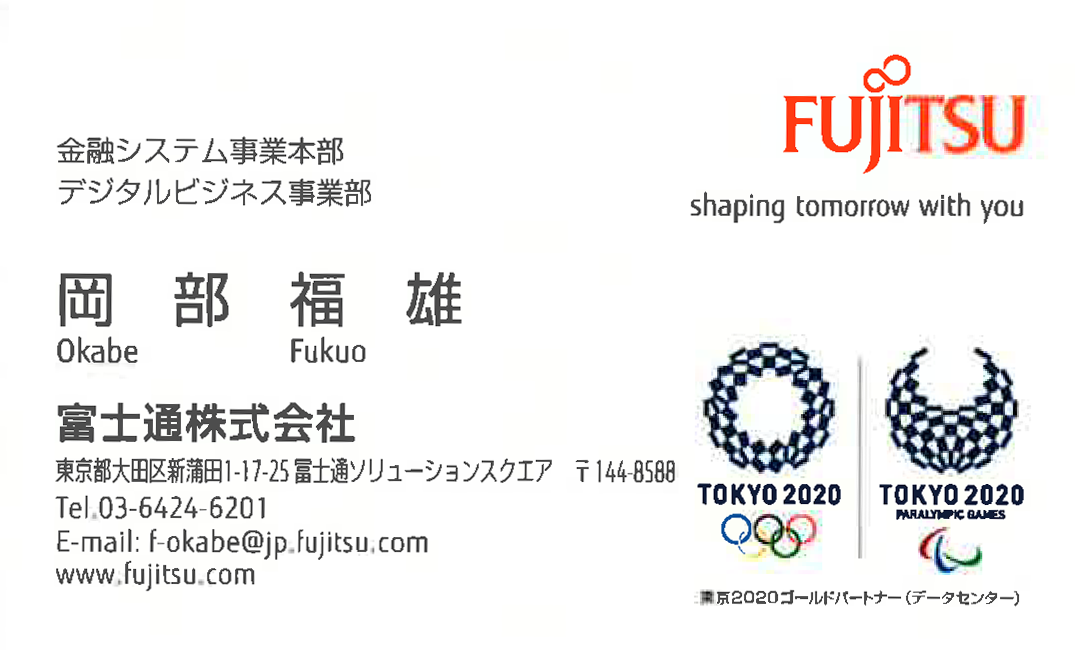 FUJITSU
shaping tomorrow with you
金融システム事業本部
デジタルビジネス事業部
岡 部 福 雄
Okabe Fukuo
富士通株式会社
東京都大田区新蒲田1-17-25 富士通ソリューションスクエア 〒144-8588
Tel.03-6424-6201
E-mail: f-okabe@jp.fujitsu.com
www.fujitsu.com
TOKYO 2020
TOKYO 2020
PARALYMPIC GAMES
東京2020ゴールドパートナー(データセンター)